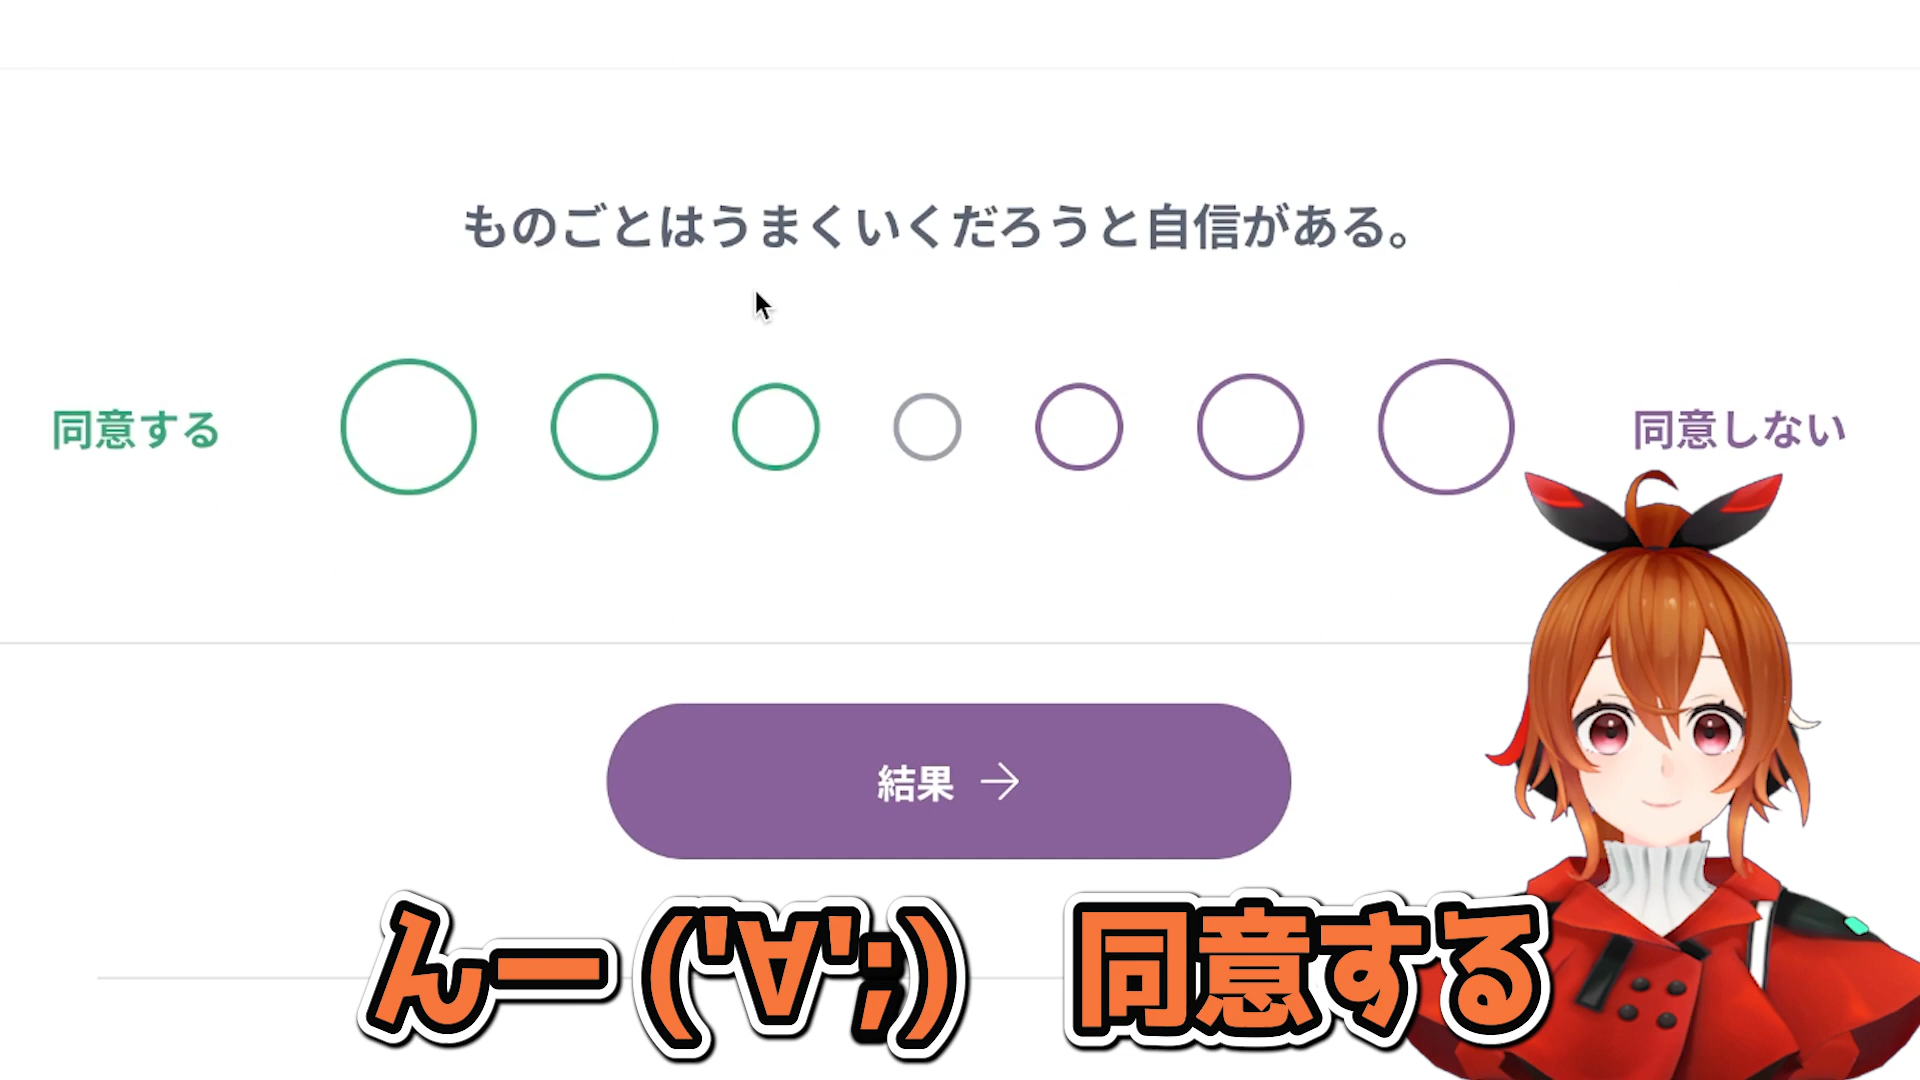 ものごとはうまくいくだろうと自信がある。
同意する 同意しない
結果 →
んー ('∀';) 同意する